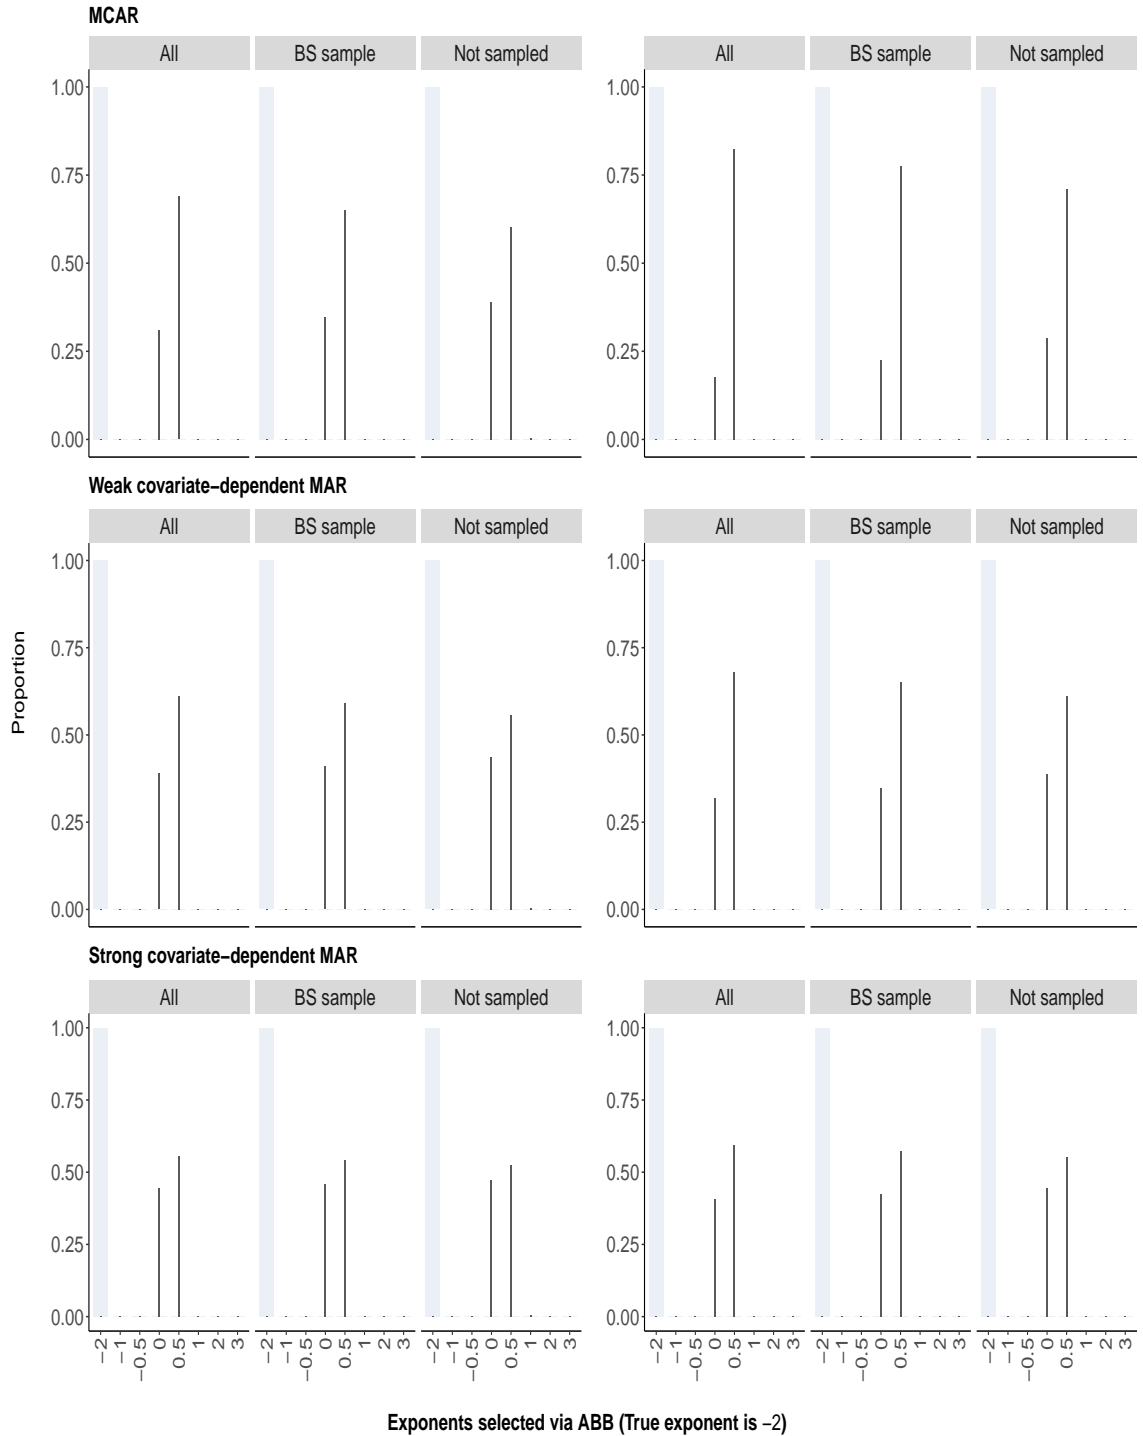 MCAR
All BS sample Not sampled All BS sample Not sampled
1.00 1.00
0.75 0.75
0.50 0.50
0.25 0.25
0.00 0.00
Weak covariate−dependent MAR
All BS sample Not sampled All BS sample Not sampled
1.00 1.00
0.75 0.75
0.50 0.50
0.25 0.25
0.00 0.00
Proportion
Strong covariate−dependent MAR
All BS sample Not sampled All BS sample Not sampled
1.00 1.00
0.75 0.75
0.50 0.50
0.25 0.25
0.00 0.00
−2 −1 −0.5 0 0.5 1 2 3 −2 −1 −0.5 0 0.5 1 2 3 −2 −1 −0.5 0 0.5 1 2 3 −2 −1 −0.5 0 0.5 1 2 3 −2 −1 −0.5 0 0.5 1 2 3 −2 −1 −0.5 0 0.5 1 2 3
Exponents selected via ABB (True exponent is −2)